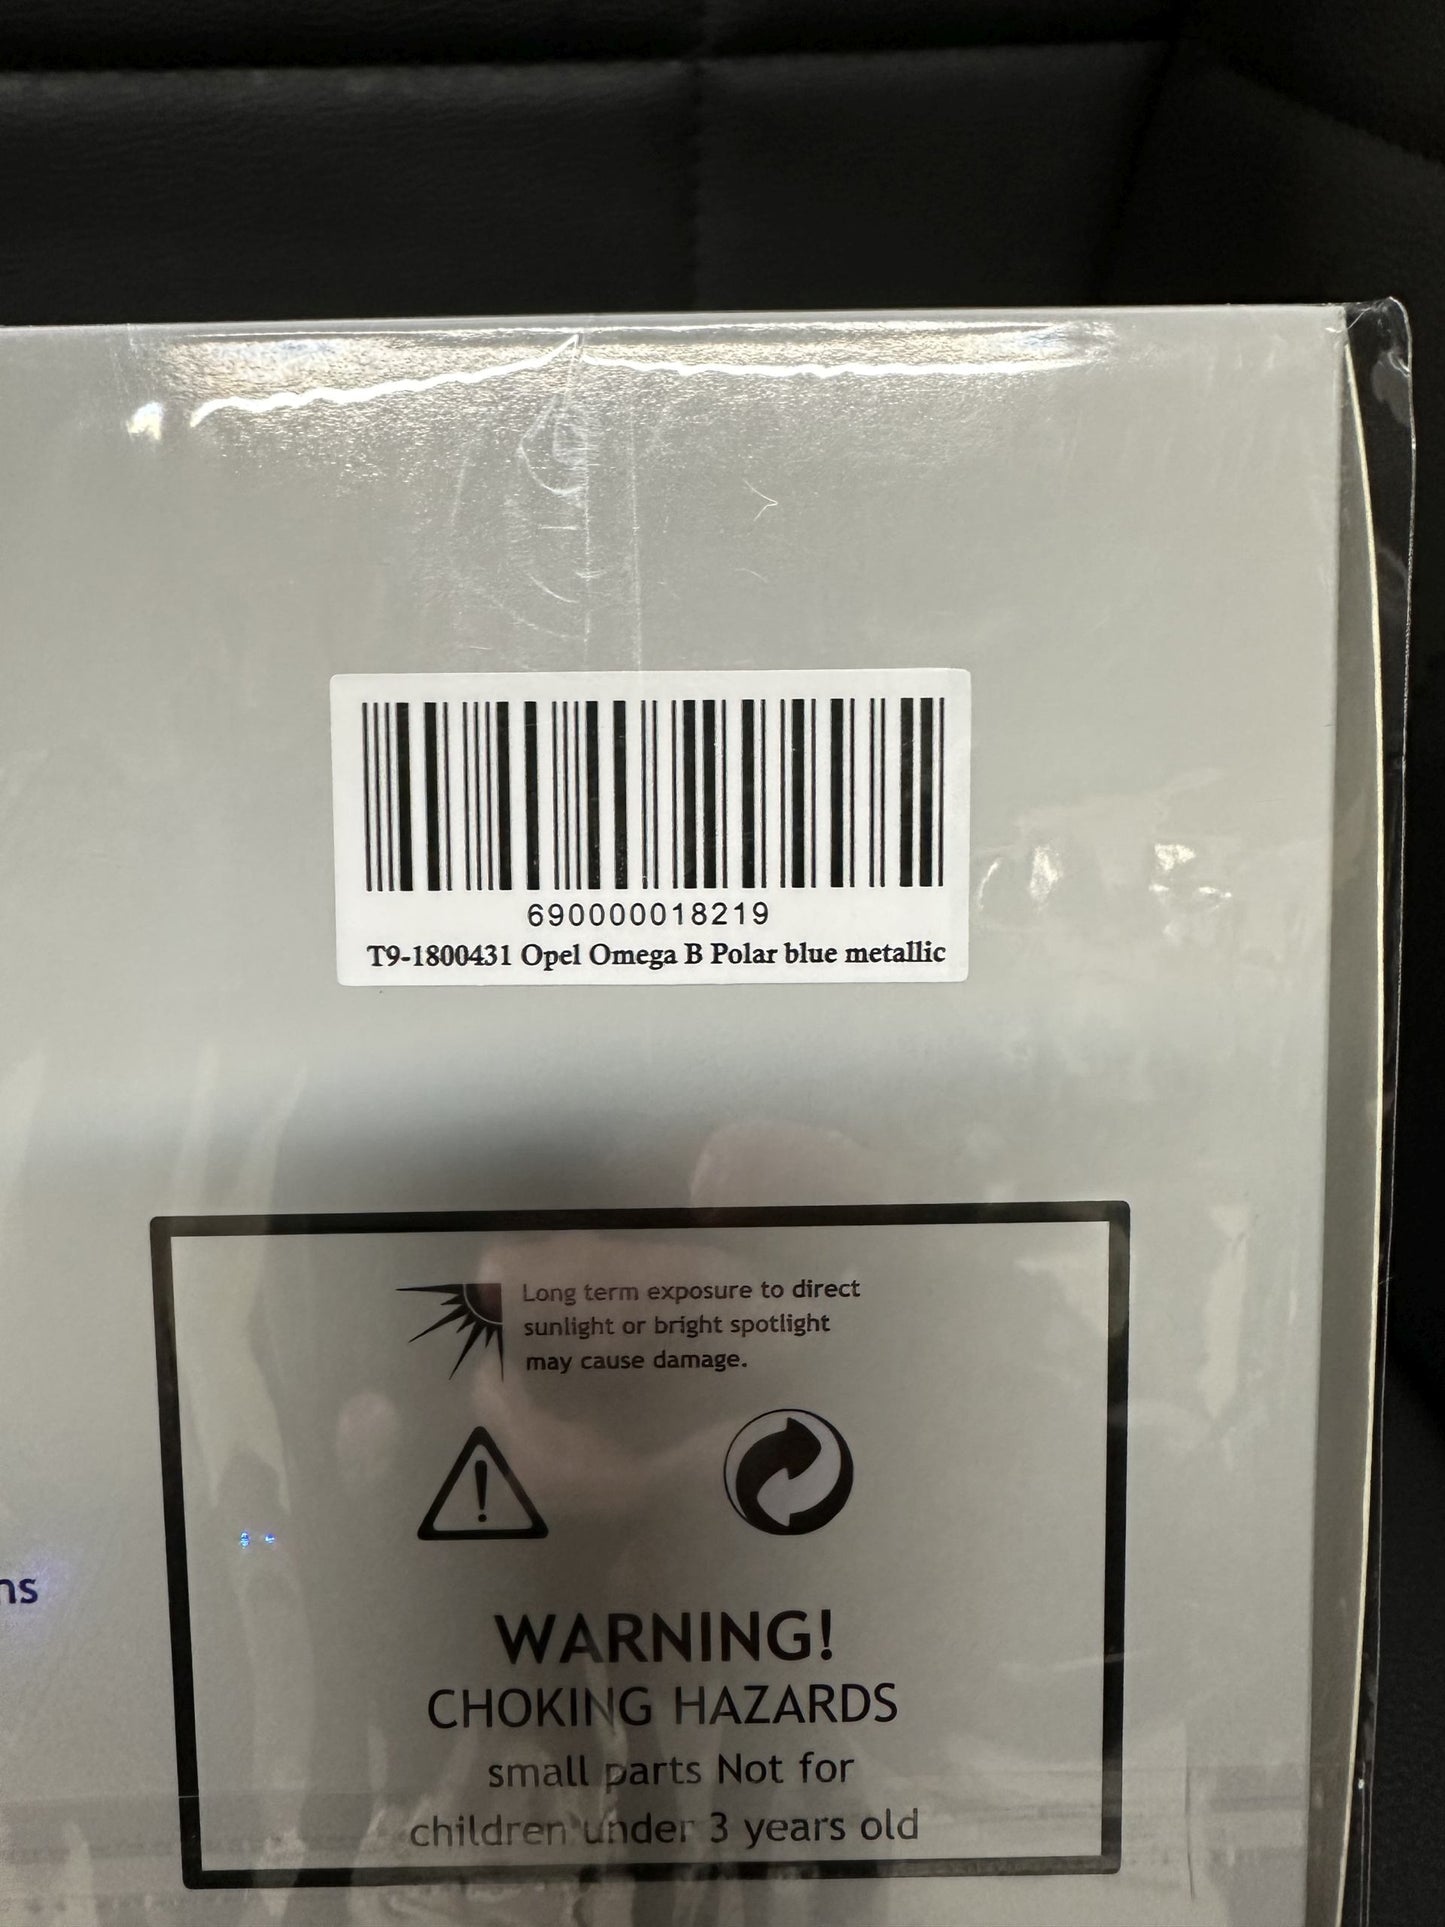 690000018219
T9-1800431 Opel Omega B Polar blue metallic
Long term exposure to direct
sunlight or bright spotlight
may cause damage.
ns
WARNING!
CHOKING HAZARDS
small parts Not for
children under 3 years old